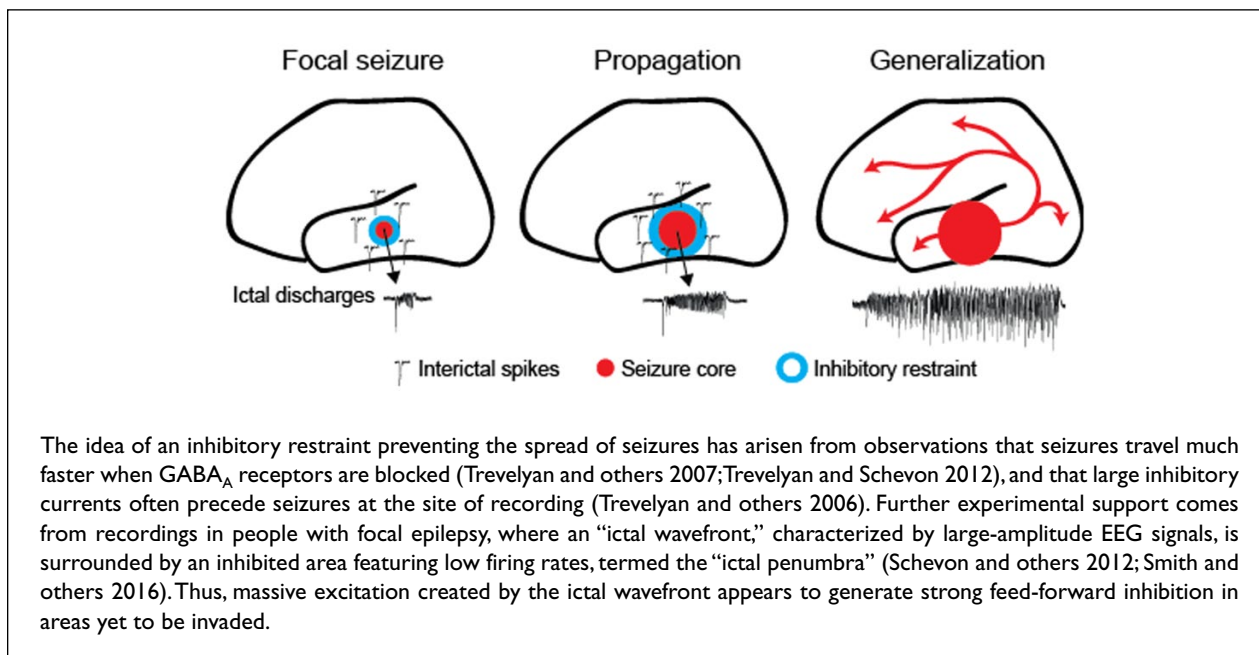 Focal seizure
Propagation
Generalization
Ictal discharges
Interictal spikes
Seizure core
Inhibitory restraint
The idea of an inhibitory restraint preventing the spread of seizures has arisen from observations that seizures travel much
faster when GABA_A receptors are blocked (Trevelyan and others 2007;Trevelyan and Schevon 2012), and that large inhibitory
currents often precede seizures at the site of recording (Trevelyan and others 2006). Further experimental support comes
from recordings in people with focal epilepsy, where an “ictal wavefront,” characterized by large-amplitude EEG signals, is
surrounded by an inhibited area featuring low firing rates, termed the “ictal penumbra” (Schevon and others 2012; Smith and
others 2016). Thus, massive excitation created by the ictal wavefront appears to generate strong feed-forward inhibition in
areas yet to be invaded.